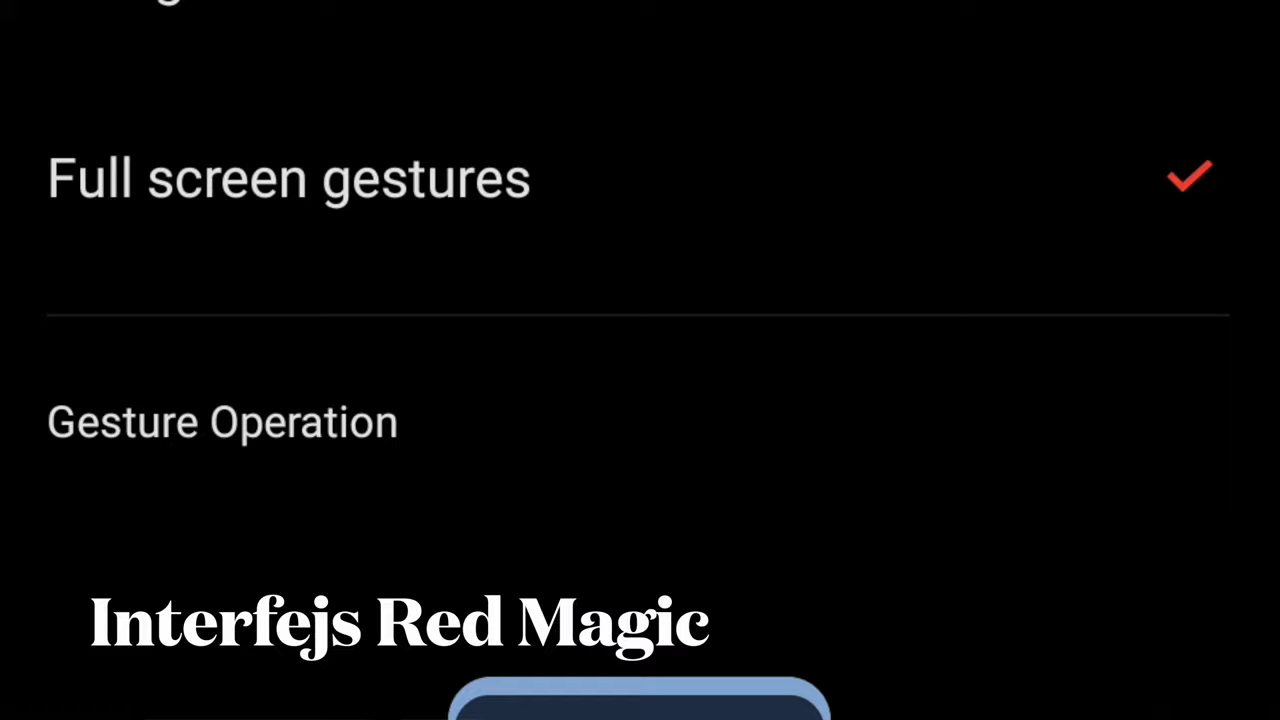 Full screen gestures
Gesture Operation
Interfejs Red Magic